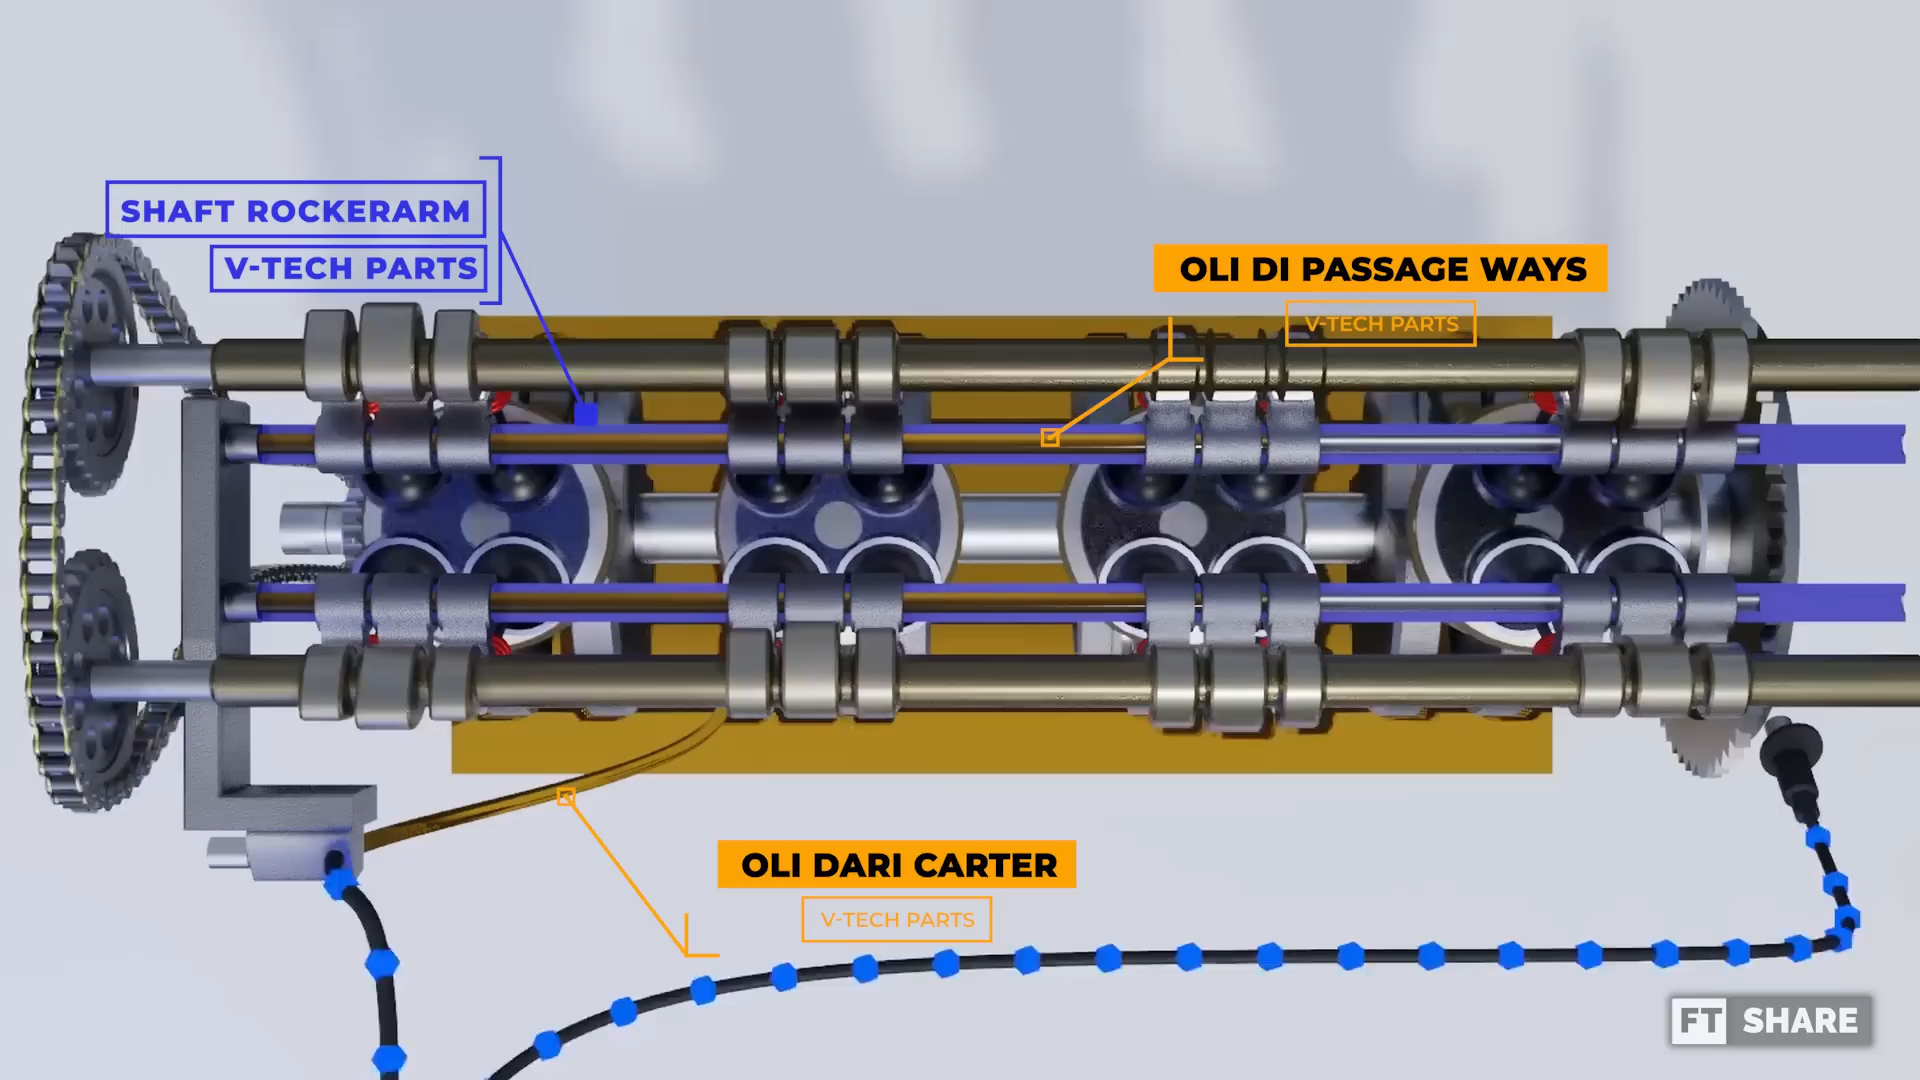 SHAFT ROCKERARM
V-TECH PARTS
OLI DI PASSAGE WAYS
V-TECH PARTS
OLI DARI CARTER
V-TECH PARTS
FT SHARE